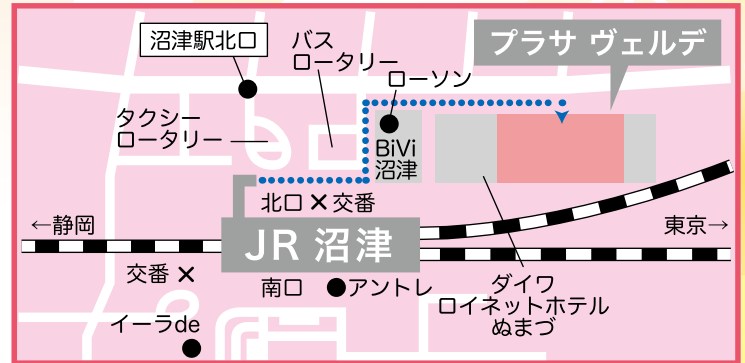 沼津駅北口
バス
ロータリー
プラサ ヴェルデ
ローソン
タクシー
ロータリー
BiVi
沼津
北口
交番
←静岡
東京→
JR 沼津
交番
南口
アントレ
ダイワ
ロイネットホテル
ぬまづ
イーラde